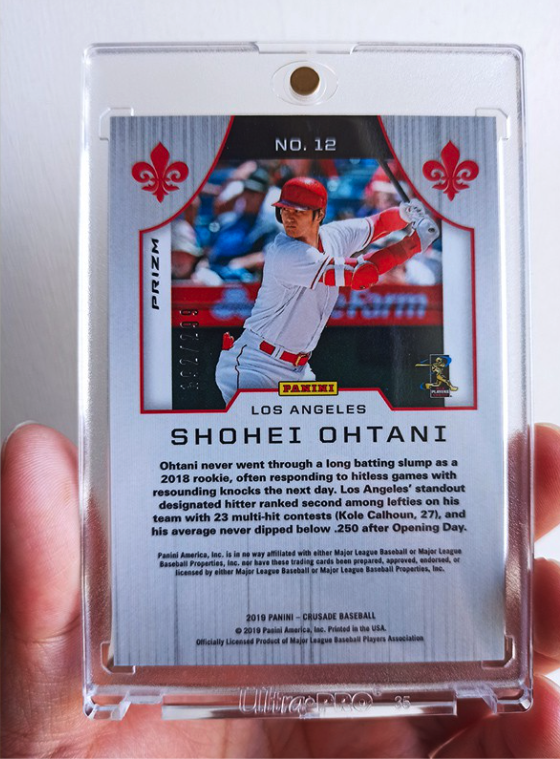 NO. 12
PRIZM
Farm
PANINI
LOS ANGELES
SHOHEI OHTANI
Ohtani never went through a long batting slump as a
2018 rookie, often responding to hitless games with
resounding knocks the next day. Los Angeles' standout
designated hitter ranked second among lefties on his
team with 23 multi-hit contests (Kole Calhoun, 27), and
his average never dipped below .250 after Opening Day.
Panini America, Inc. is in no way affiliated with either Major League Baseball or Major League
Baseball Properties, Inc. nor have these trading cards been prepared, approved, endorsed, or
licensed by either Major League Baseball or Major League Baseball Properties, Inc.
2019 PANINI – CRUSADE BASEBALL
© 2019 Panini America, Inc. Printed in the USA.
Officially Licensed Product of Major League Baseball Players Association
Ultra PRO 35